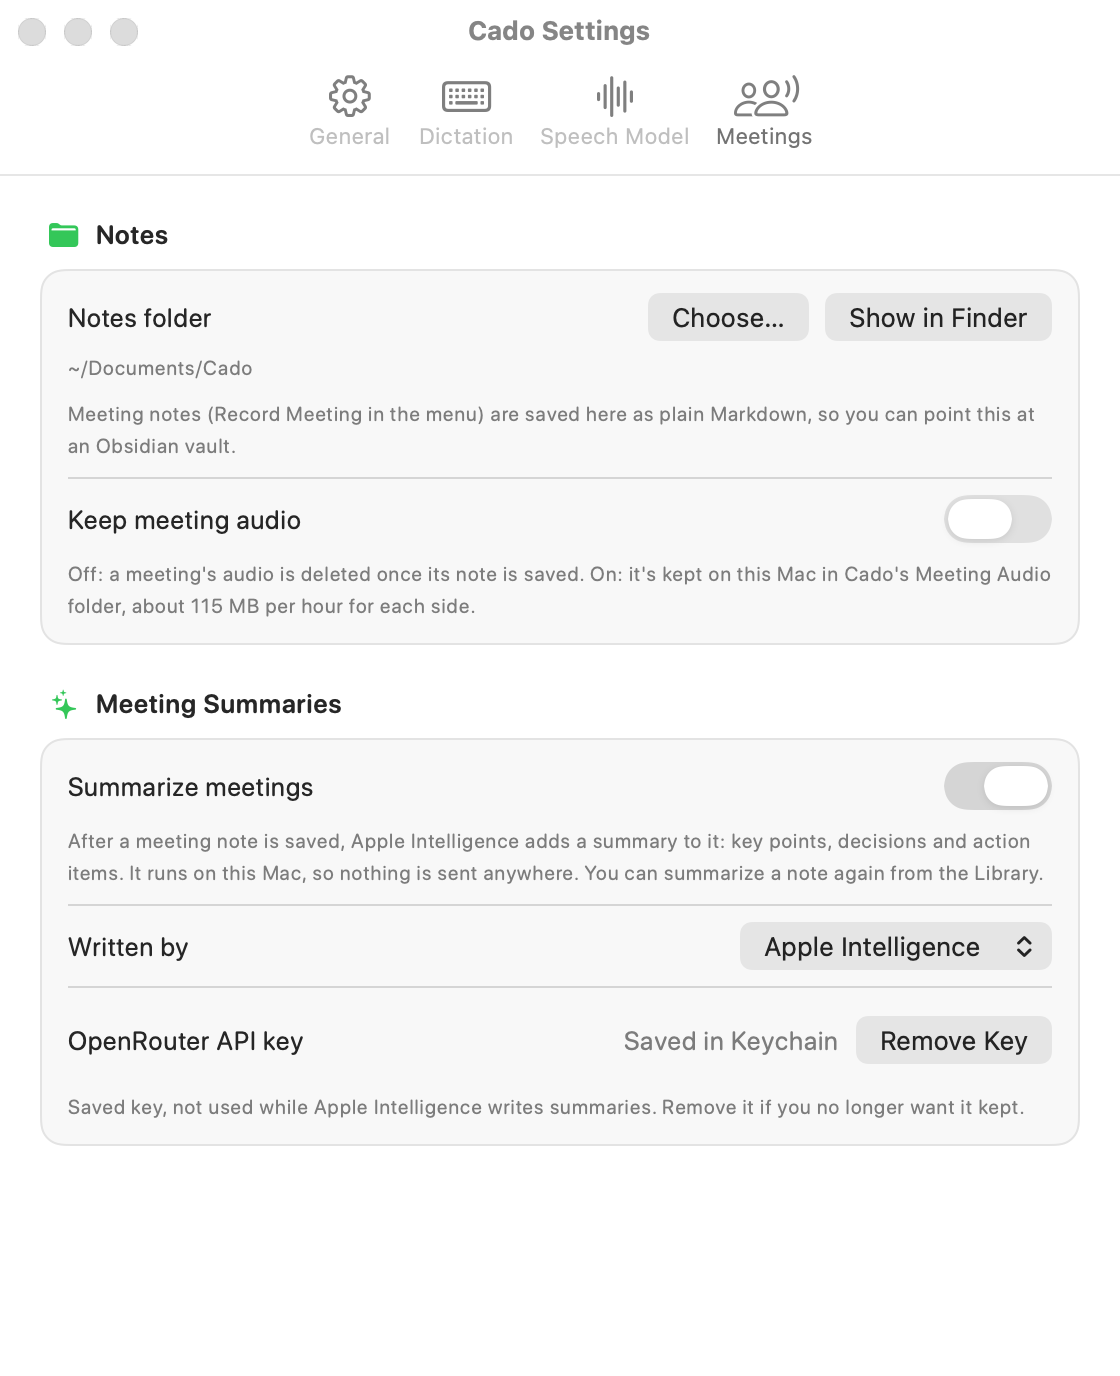 Cado Settings
General
Dictation
Speech Model
Meetings
Notes
Notes folder
Choose...
Show in Finder
~/Documents/Cado
Meeting notes (Record Meeting in the menu) are saved here as plain Markdown, so you can point this at
an Obsidian vault.
Keep meeting audio
Off: a meeting's audio is deleted once its note is saved. On: it's kept on this Mac in Cado's Meeting Audio
folder, about 115 MB per hour for each side.
Meeting Summaries
Summarize meetings
After a meeting note is saved, Apple Intelligence adds a summary to it: key points, decisions and action
items. It runs on this Mac, so nothing is sent anywhere. You can summarize a note again from the Library.
Written by
Apple Intelligence
OpenRouter API key
Saved in Keychain
Remove Key
Saved key, not used while Apple Intelligence writes summaries. Remove it if you no longer want it kept.